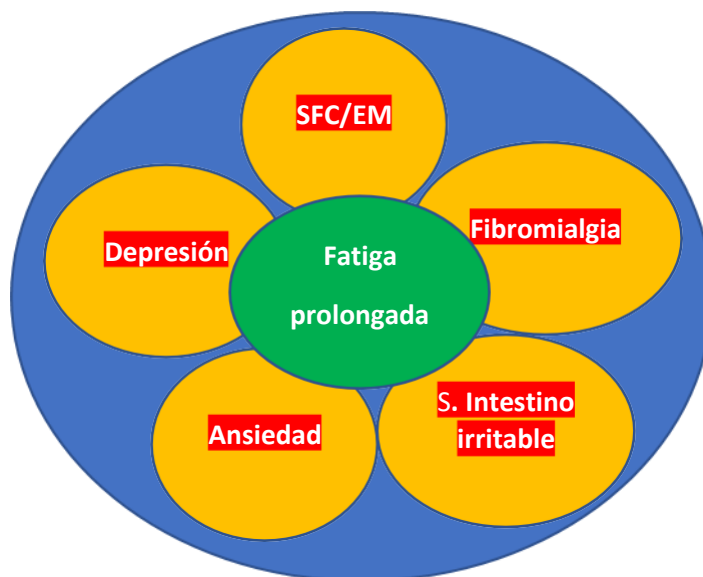 SFC/EM
Fibromialgia
Depresión
Fatiga
prolongada
S. Intestino
irritable
Ansiedad